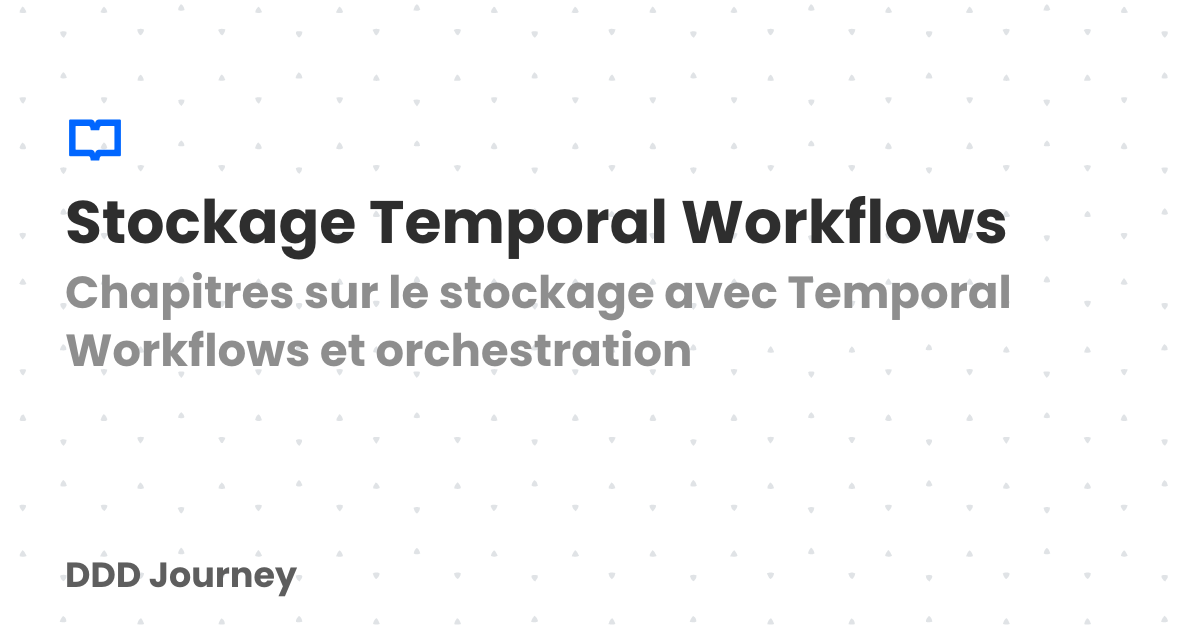 Stockage Temporal Workflows
Chapitres sur le stockage avec Temporal
Workflows et orchestration
DDD Journey